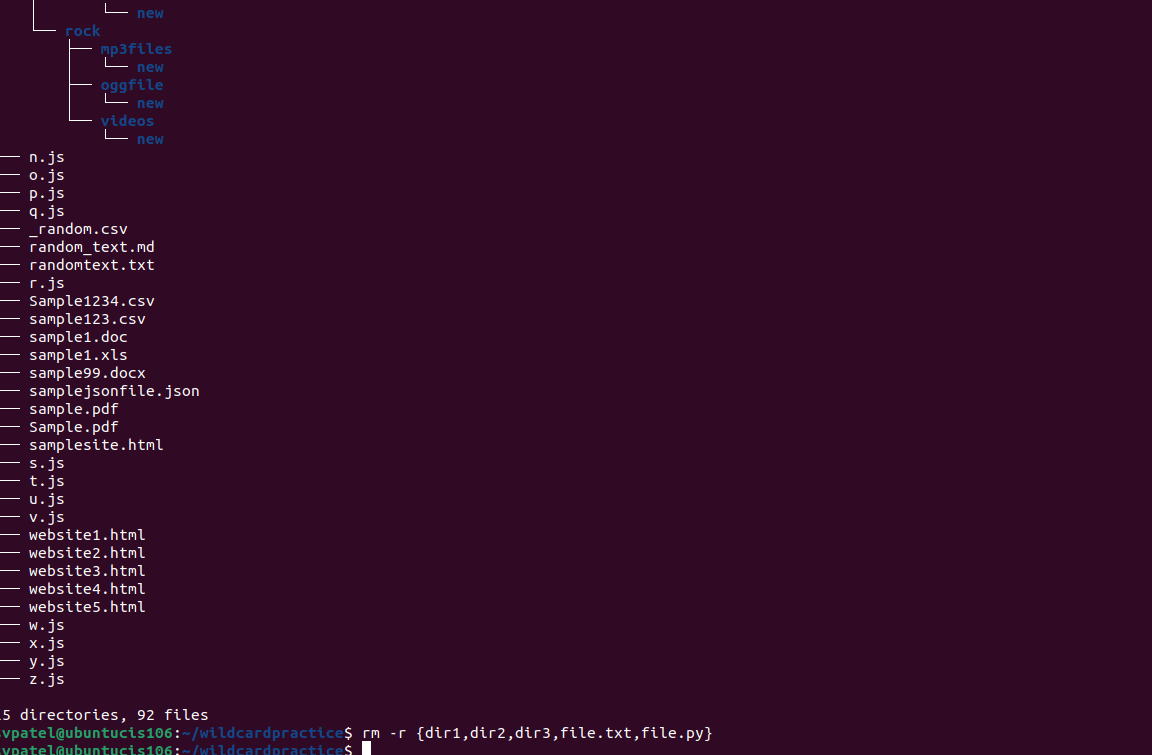 new
rock
mp3files
new
oggfile
new
videos
new
n.js
o.js
p.js
q.js
_random.csv
random_text.md
randomtext.txt
r.js
Sample1234.csv
sample123.csv
sample1.doc
sample1.xls
sample99.docx
samplejsonfile.json
sample.pdf
Sample.pdf
samplesite.html
s.js
t.js
u.js
v.js
website1.html
website2.html
website3.html
website4.html
website5.html
w.js
x.js
y.js
z.js
5 directories, 92 files
vpatel@ubuntucis106:~/wildcardpractice$ rm -r {dir1,dir2,dir3,file.txt,file.py}
vpatel@ubuntucis106:~/wildcardpractice$